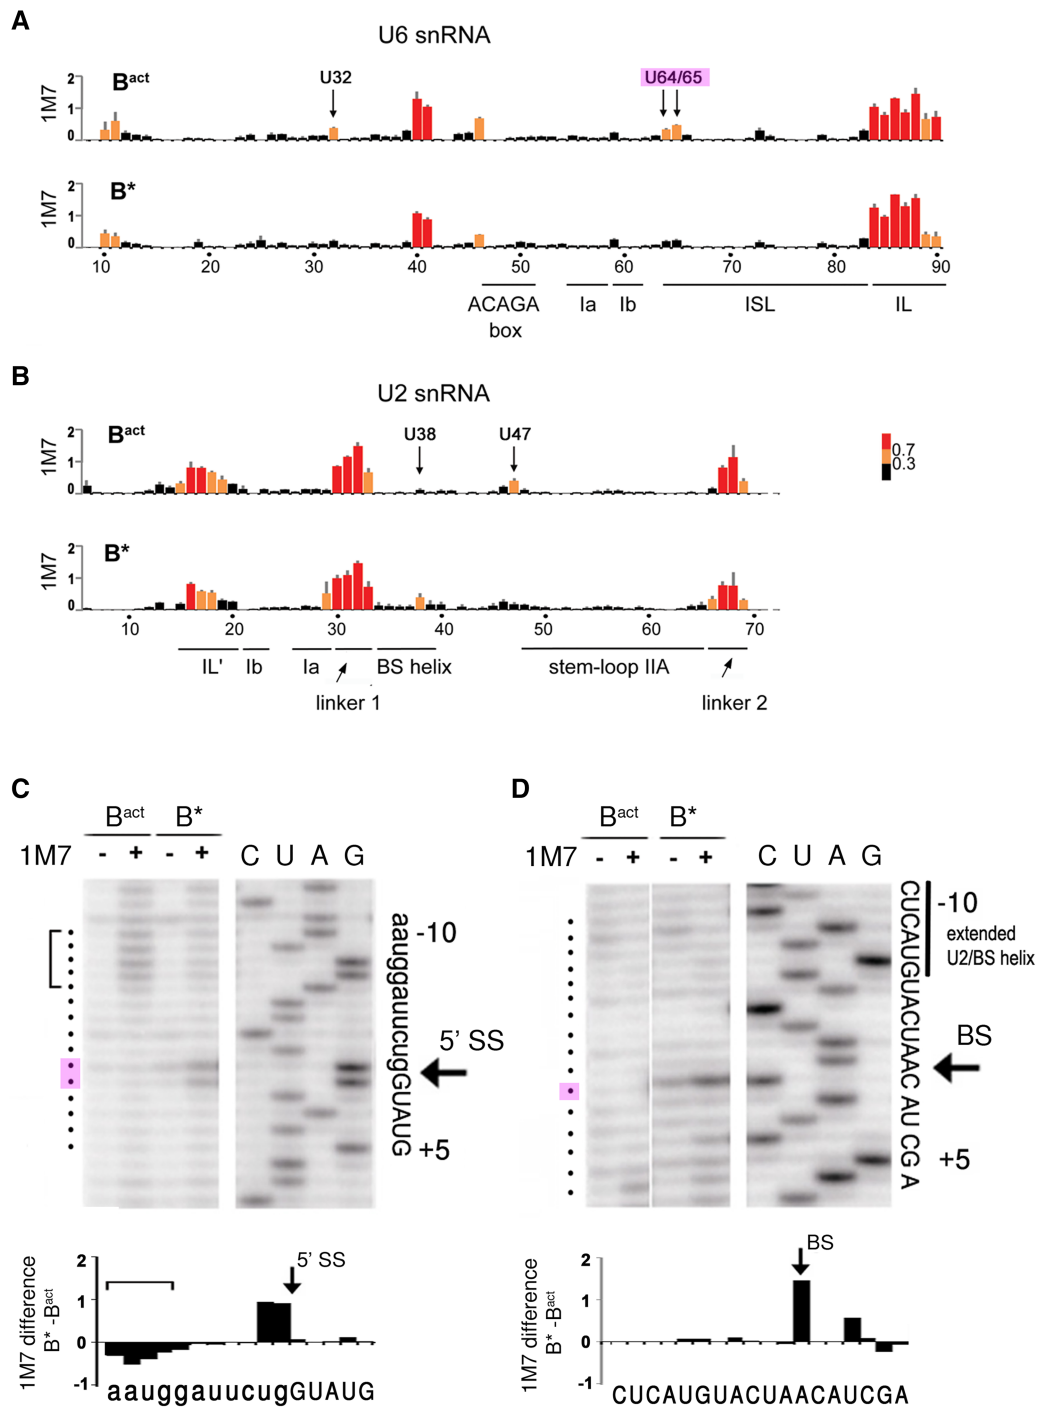 A
U6 snRNA
Bact
1M7
2
1
0
U32
U64/65
B*
1M7
2
1
0
10 20 30 40 50 60 70 80 90
ACAGA box
Ia
Ib
ISL
IL
B
U2 snRNA
Bact
1M7
2
1
0
U38
U47
0.7
0.3
B*
1M7
2
1
0
10 20 30 40 50 60 70
IL'
Ib
Ia
linker 1
BS helix
stem-loop IIA
linker 2
C
Bact B*
1M7 - + - + C U A G
aauggauucugGUAUG
-10
5' SS
+5
1M7 difference
B* -Bact
2
1
0
-1
5' SS
aauggauucugGUAUG
D
Bact B*
1M7 - + - + C U A G
CUCAUGUACUAAC AU CG A
-10
extended
U2/BS helix
BS
+5
1M7 difference
B* -Bact
2
1
0
-1
BS
CUCAUGUACUAACAUCGA